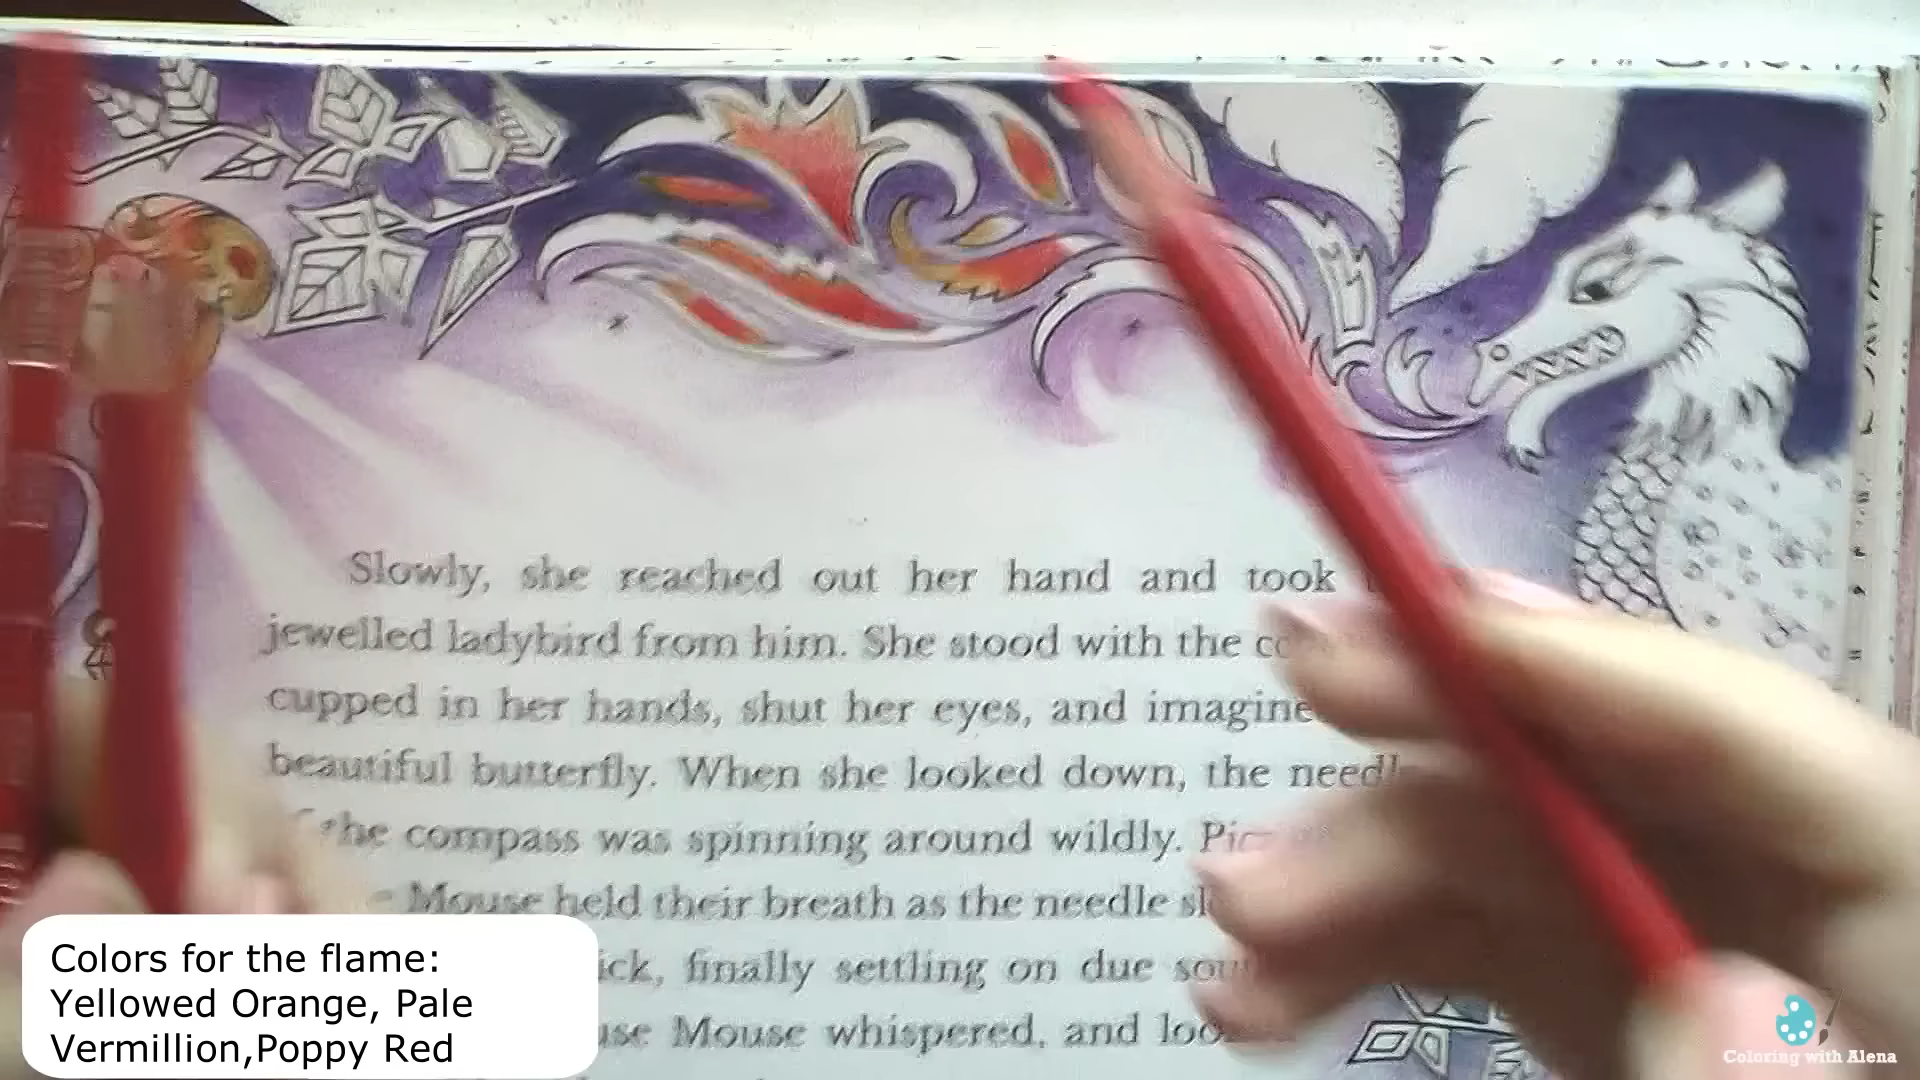 Slowly, she reached out her hand and took
jewelled ladybird from him. She stood with the
cupped in her hands, shut her eyes, and
beautiful butterfly. When she looked down, the
the compass was spinning around wildly.
Mouse held their breath as the needle
finally settling on due
Mouse whispered, and
Colors for the flame:
Yellowed Orange, Pale
Vermillion,Poppy Red
Coloring with Alena